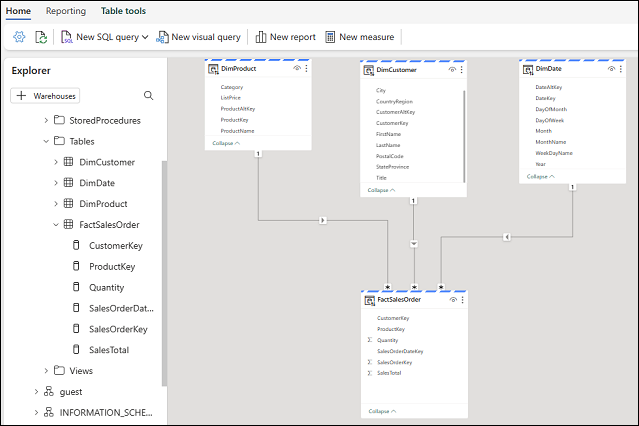 Home Reporting Table tools
New SQL query New visual query New report New measure
Explorer
+ Warehouses
StoredProcedures
Tables
DimCustomer
DimDate
DimProduct
FactSalesOrder
CustomerKey
ProductKey
Quantity
SalesOrderDat...
SalesOrderKey
SalesTotal
Views
guest
INFORMATION_SCHE...
DimProduct
Category
ListPrice
ProductAltKey
ProductKey
ProductName
Collapse
1
DimCustomer
City
CountryRegion
CustomerAltKey
CustomerKey
FirstName
LastName
PostalCode
StateProvince
Title
Collapse
1
DimDate
DateAltKey
DateKey
DayOfMonth
DayOfWeek
Month
MonthName
WeekDayName
Year
Collapse
1
* * *
FactSalesOrder
CustomerKey
ProductKey
Σ Quantity
SalesOrderDateKey
Σ SalesOrderKey
Σ SalesTotal
Collapse